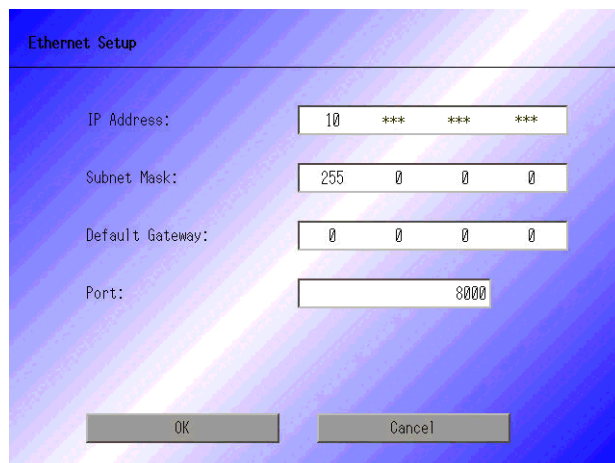 Ethernet Setup
IP Address: 10 *** *** ***
Subnet Mask: 255 0 0 0
Default Gateway: 0 0 0 0
Port: 8000
OK Cancel